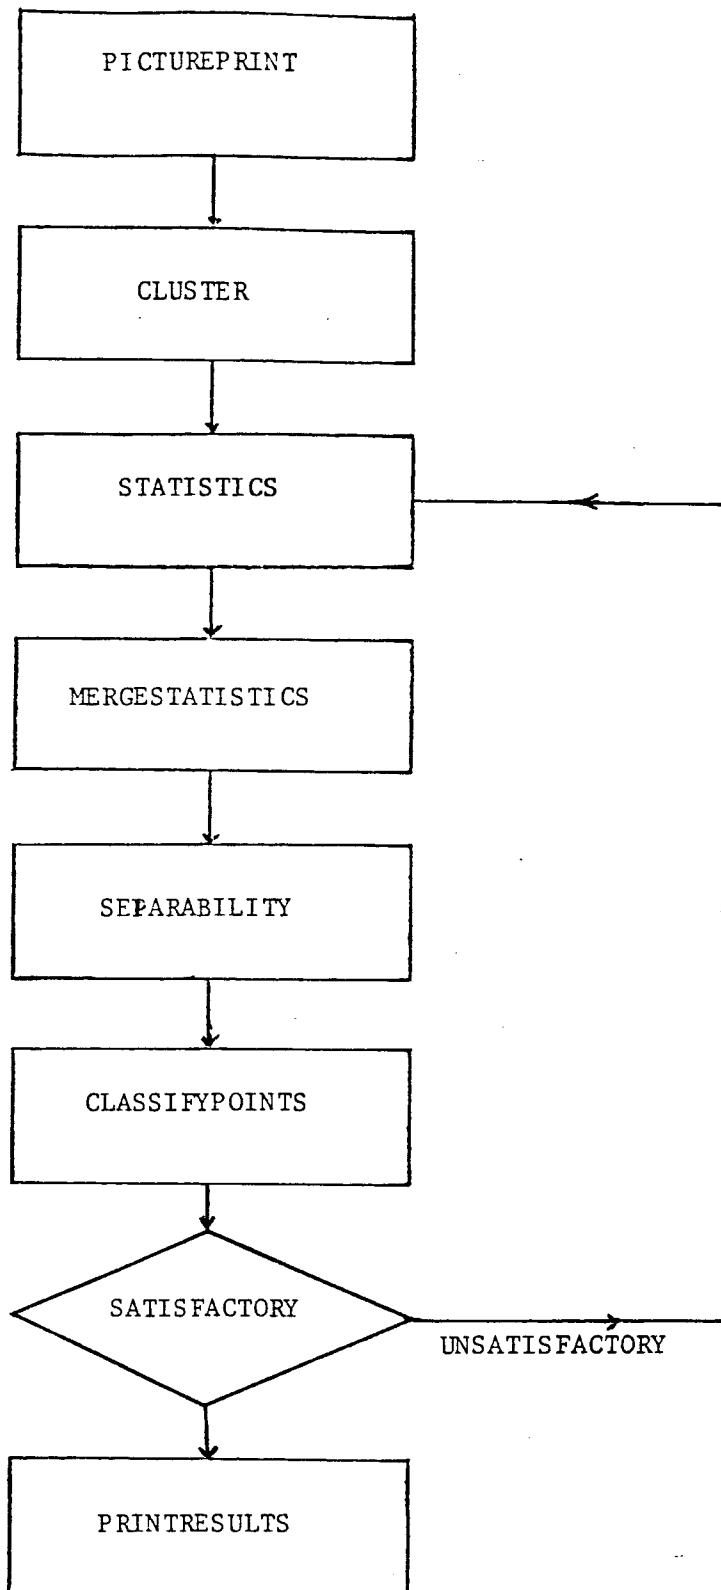 PICTUREPRINT
CLUSTER
STATISTICS
MERGESTATISTICS
SEPARABILITY
CLASSIFYPOINTS
SATISFACTORY
UNSATISFACTORY
PRINTRESULTS